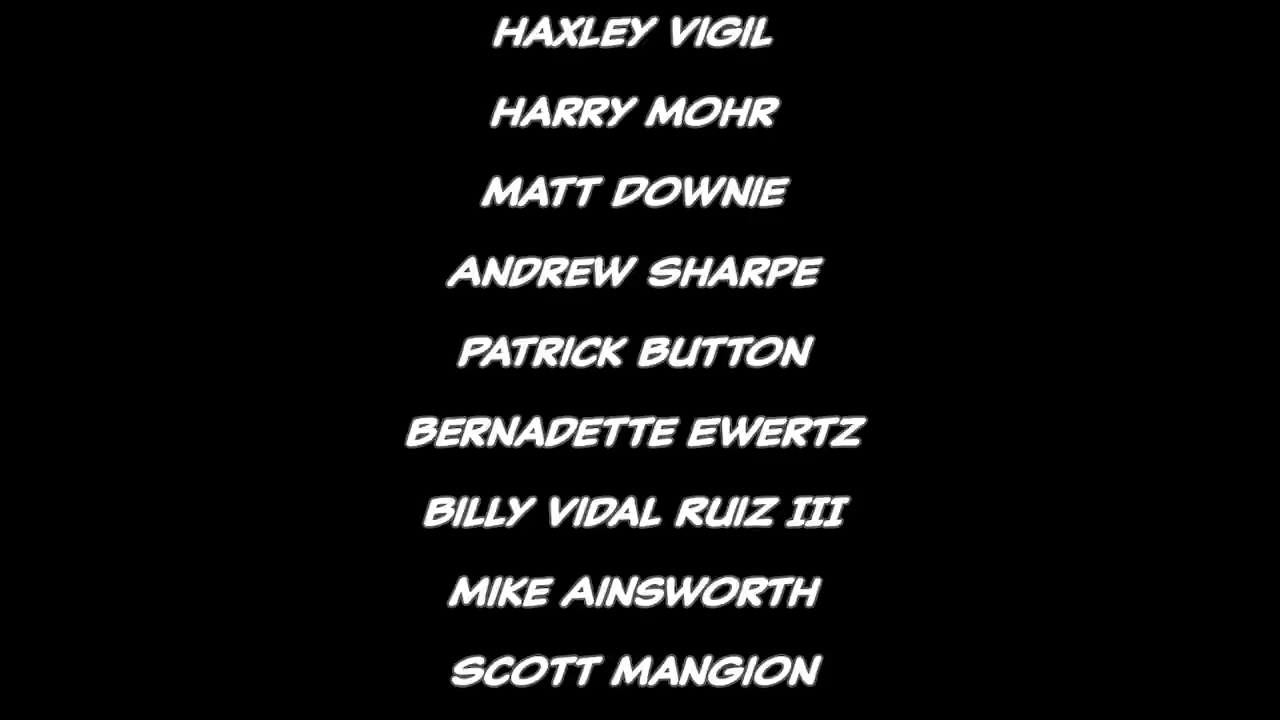 HAXLEY VIGIL
HARRY MOHR
MATT DOWNIE
ANDREW SHARPE
PATRICK BUTTON
BERNADETTE EWERTZ
BILLY VIDAL RUIZ III
MIKE AINSWORTH
SCOTT MANGION